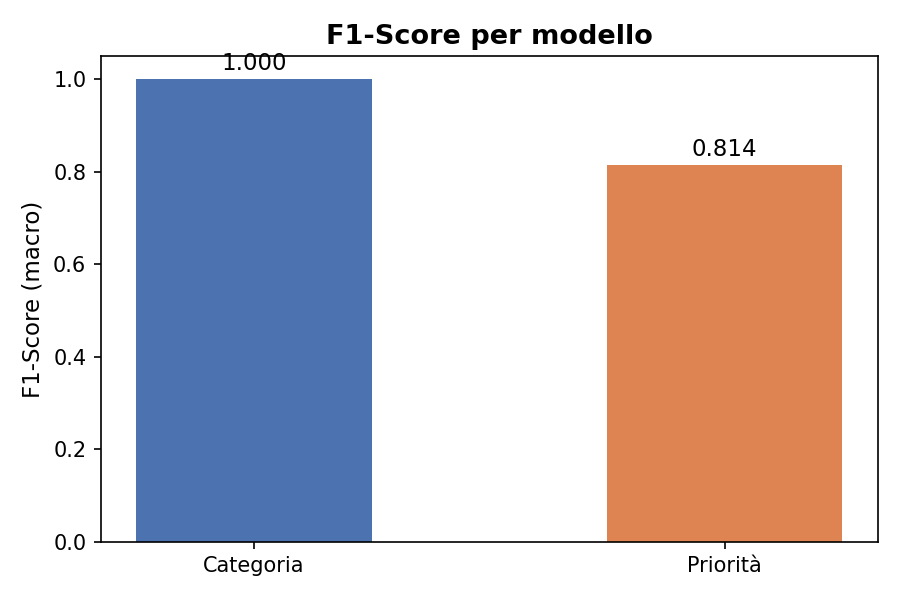 F1-Score per modello
1.000
0.814
F1-Score (macro)
1.0
0.8
0.6
0.4
0.2
0.0
Categoria
Priorità